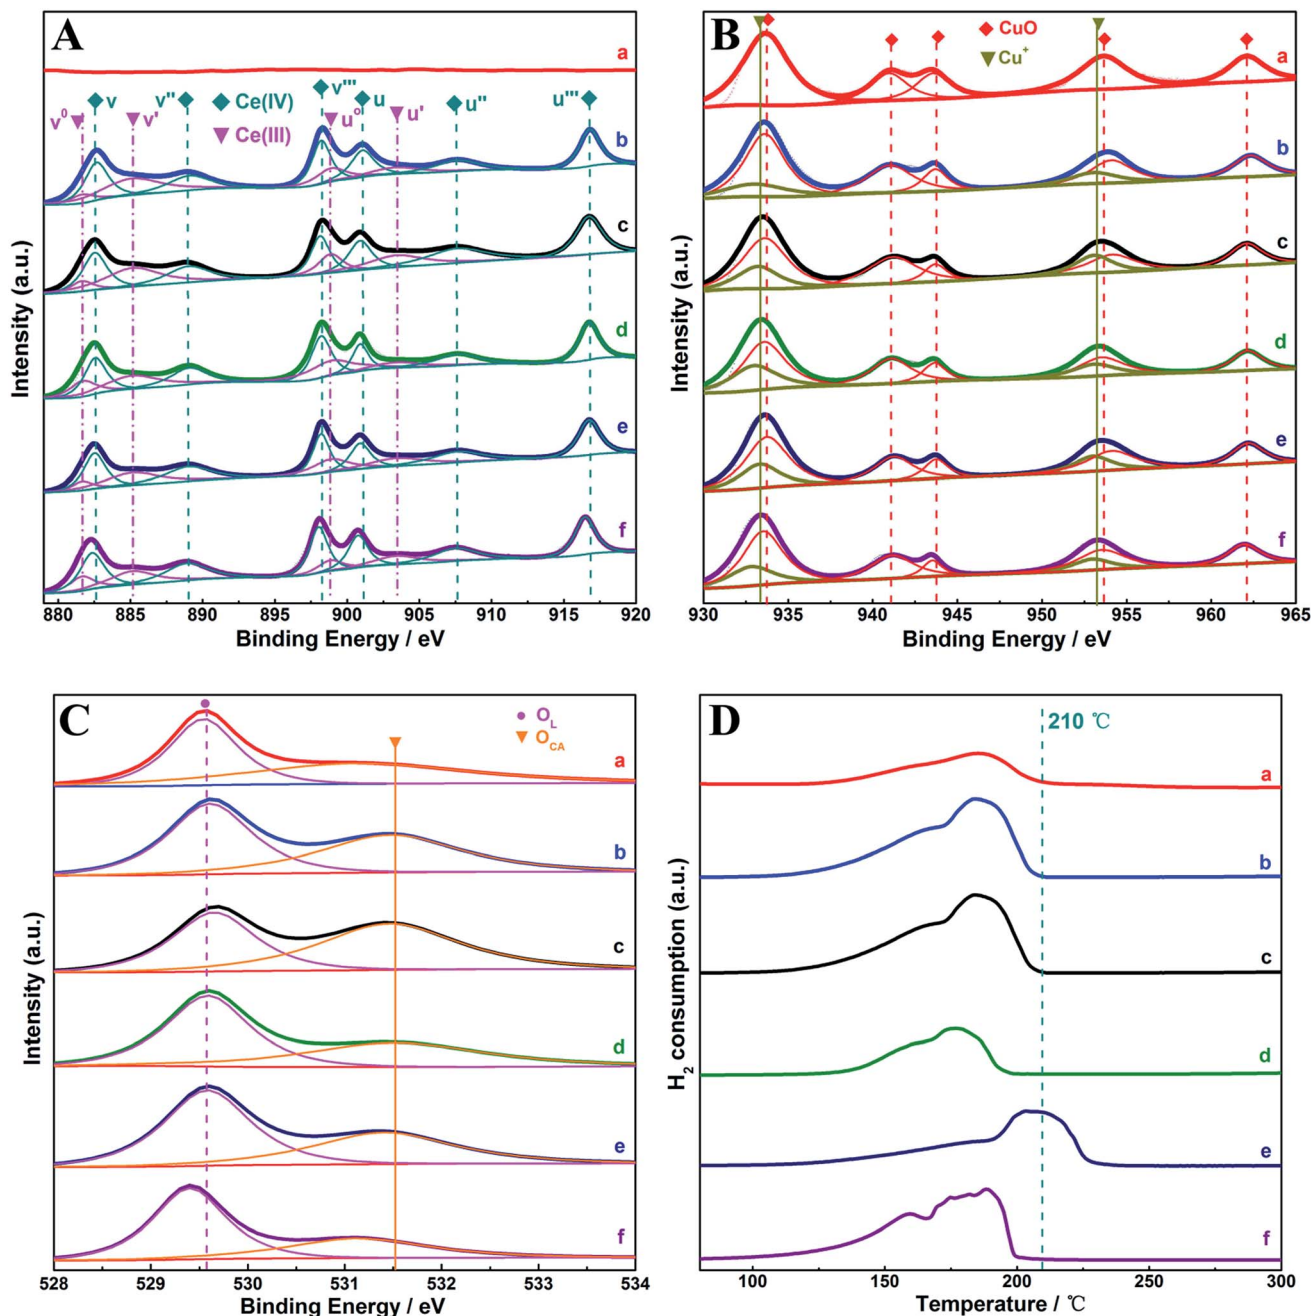 A
a
v⁰ v v' v'' Ce(IV) v''' u u'' u'''
Ce(III) uº u'
b
c
d
e
f
Intensity (a.u.)
880 885 890 895 900 905 910 915 920
Binding Energy / eV
B
CuO
Cu⁺
a
b
c
d
e
f
Intensity (a.u.)
930 935 940 945 950 955 960 965
Binding Energy / eV
C
O_L
O_CA
a
b
c
d
e
f
Intensity (a.u.)
528 529 530 531 532 533 534
Binding Energy / eV
D
210 ℃
a
b
c
d
e
f
H₂ consumption (a.u.)
100 150 200 250 300
Temperature / ℃